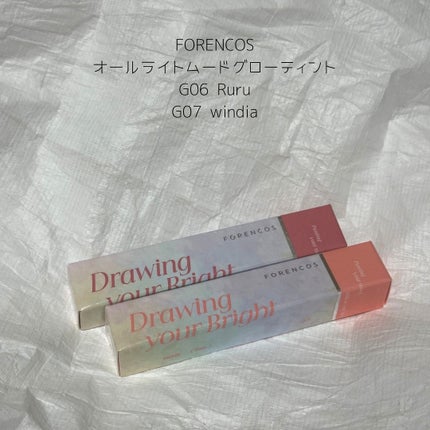 FORENCOS
オールライトムードグローティント
G06 Ruru
G07 windia
FORENCOS
Drawing
your Bright
FORENCOS
Drawing
your Bright